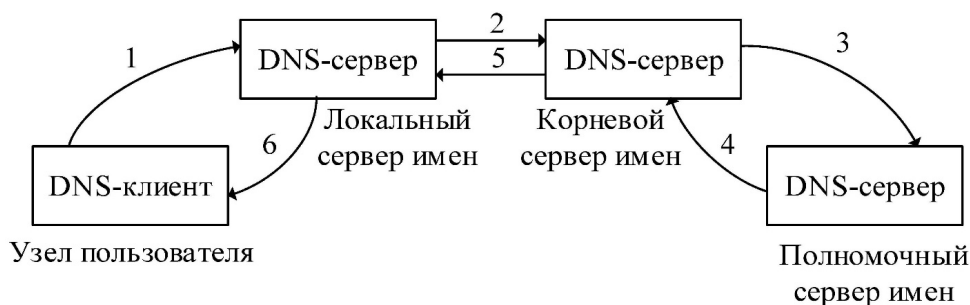 1
DNS-сервер
2
5
DNS-сервер
3
Локальный
сервер имен
Корневой
сервер имен
6
4
DNS-клиент
DNS-сервер
Узел пользователя
Полномочный
сервер имен